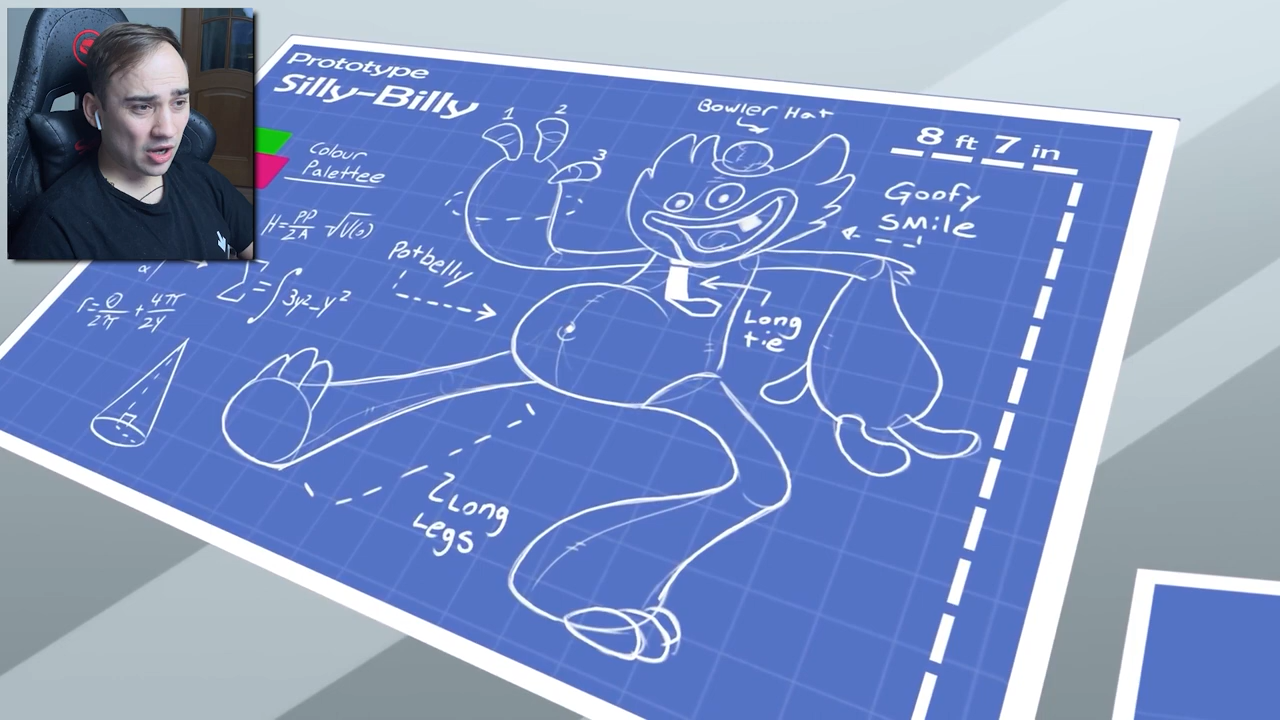 Prototype
Silly-Billy
1
2
3
Bowler Hat
8 ft 7 in
Colour
Palettee
Goofy
Smile
Potbelly
Long
tie
2 Long
Legs